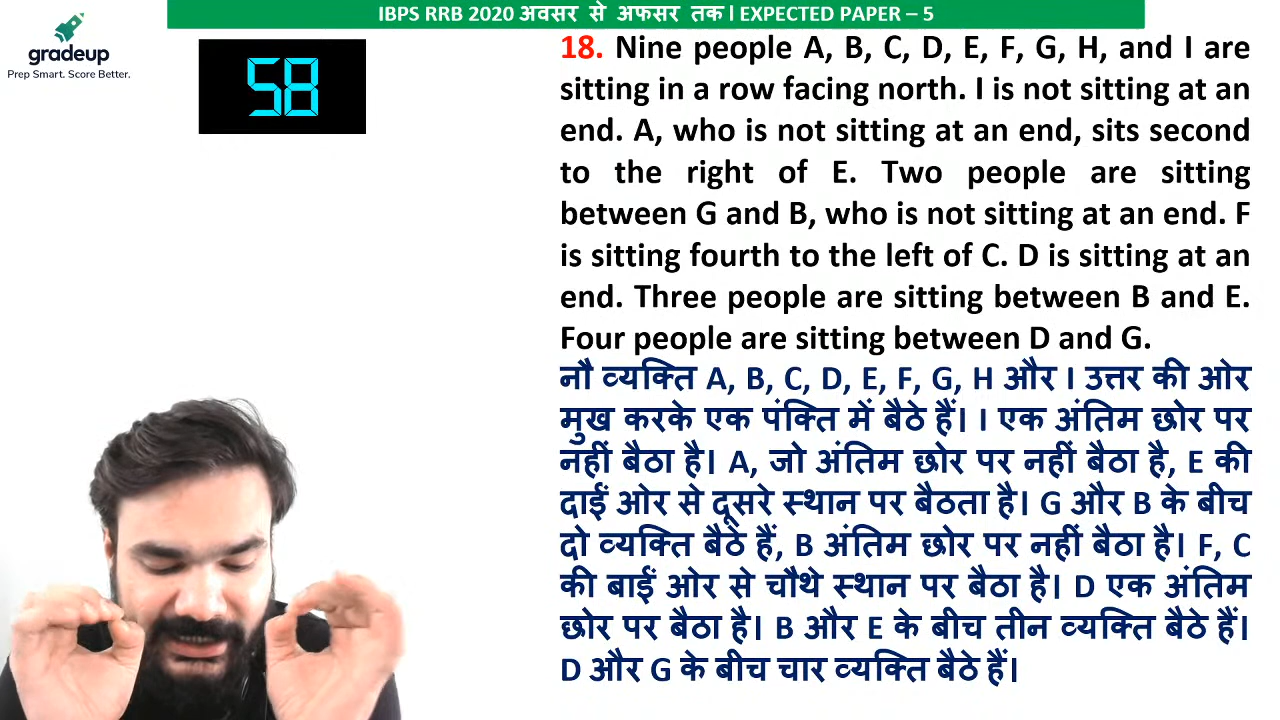 IBPS RRB 2020 अवसर से अफसर तक। EXPECTED PAPER – 5
gradeup
Prep Smart. Score Better.
58
18. Nine people A, B, C, D, E, F, G, H, and I are
sitting in a row facing north. I is not sitting at an
end. A, who is not sitting at an end, sits second
to the right of E. Two people are sitting
between G and B, who is not sitting at an end. F
is sitting fourth to the left of C. D is sitting at an
end. Three people are sitting between B and E.
Four people are sitting between D and G.
नौ व्यक्ति A, B, C, D, E, F, G, H और I उत्तर की ओर
मुख करके एक पंक्ति में बैठे हैं। I एक अंतिम छोर पर
नहीं बैठा है। A, जो अंतिम छोर पर नहीं बैठा है, E की
दाईं ओर से दूसरे स्थान पर बैठता है। G और B के बीच
दो व्यक्ति बैठे हैं, B अंतिम छोर पर नहीं बैठा है। F, C
की बाईं ओर से चौथे स्थान पर बैठा है। D एक अंतिम
छोर पर बैठा है। B और E के बीच तीन व्यक्ति बैठे हैं।
D और G के बीच चार व्यक्ति बैठे हैं।